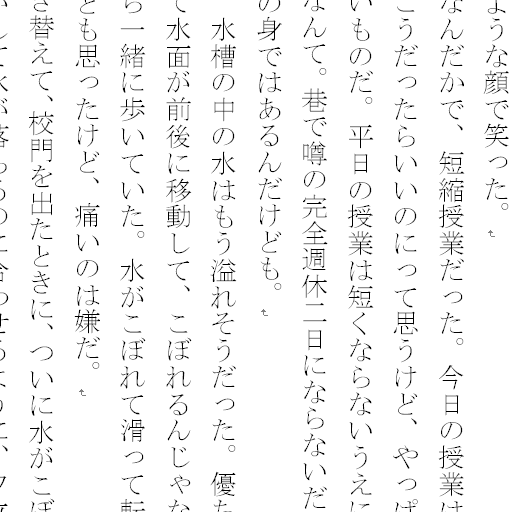 ような顔で笑った。
なんだかで、短縮授業だった。今日の授業は
こうだったらいいのにって思うけど、やっぱ
いものだ。平日の授業は短くならないうえに
なんて。巷で噂の完全週休二日にならないだ
の身ではあるんだけども。
水槽の中の水はもう溢れそうだった。優た
て水面が前後に移動して、こぼれるんじゃな
ら一緒に歩いていた。水がこぼれて滑って転
とも思ったけど、痛いのは嫌だ。
き替えて、校門を出たときに、ついに水がこぼ